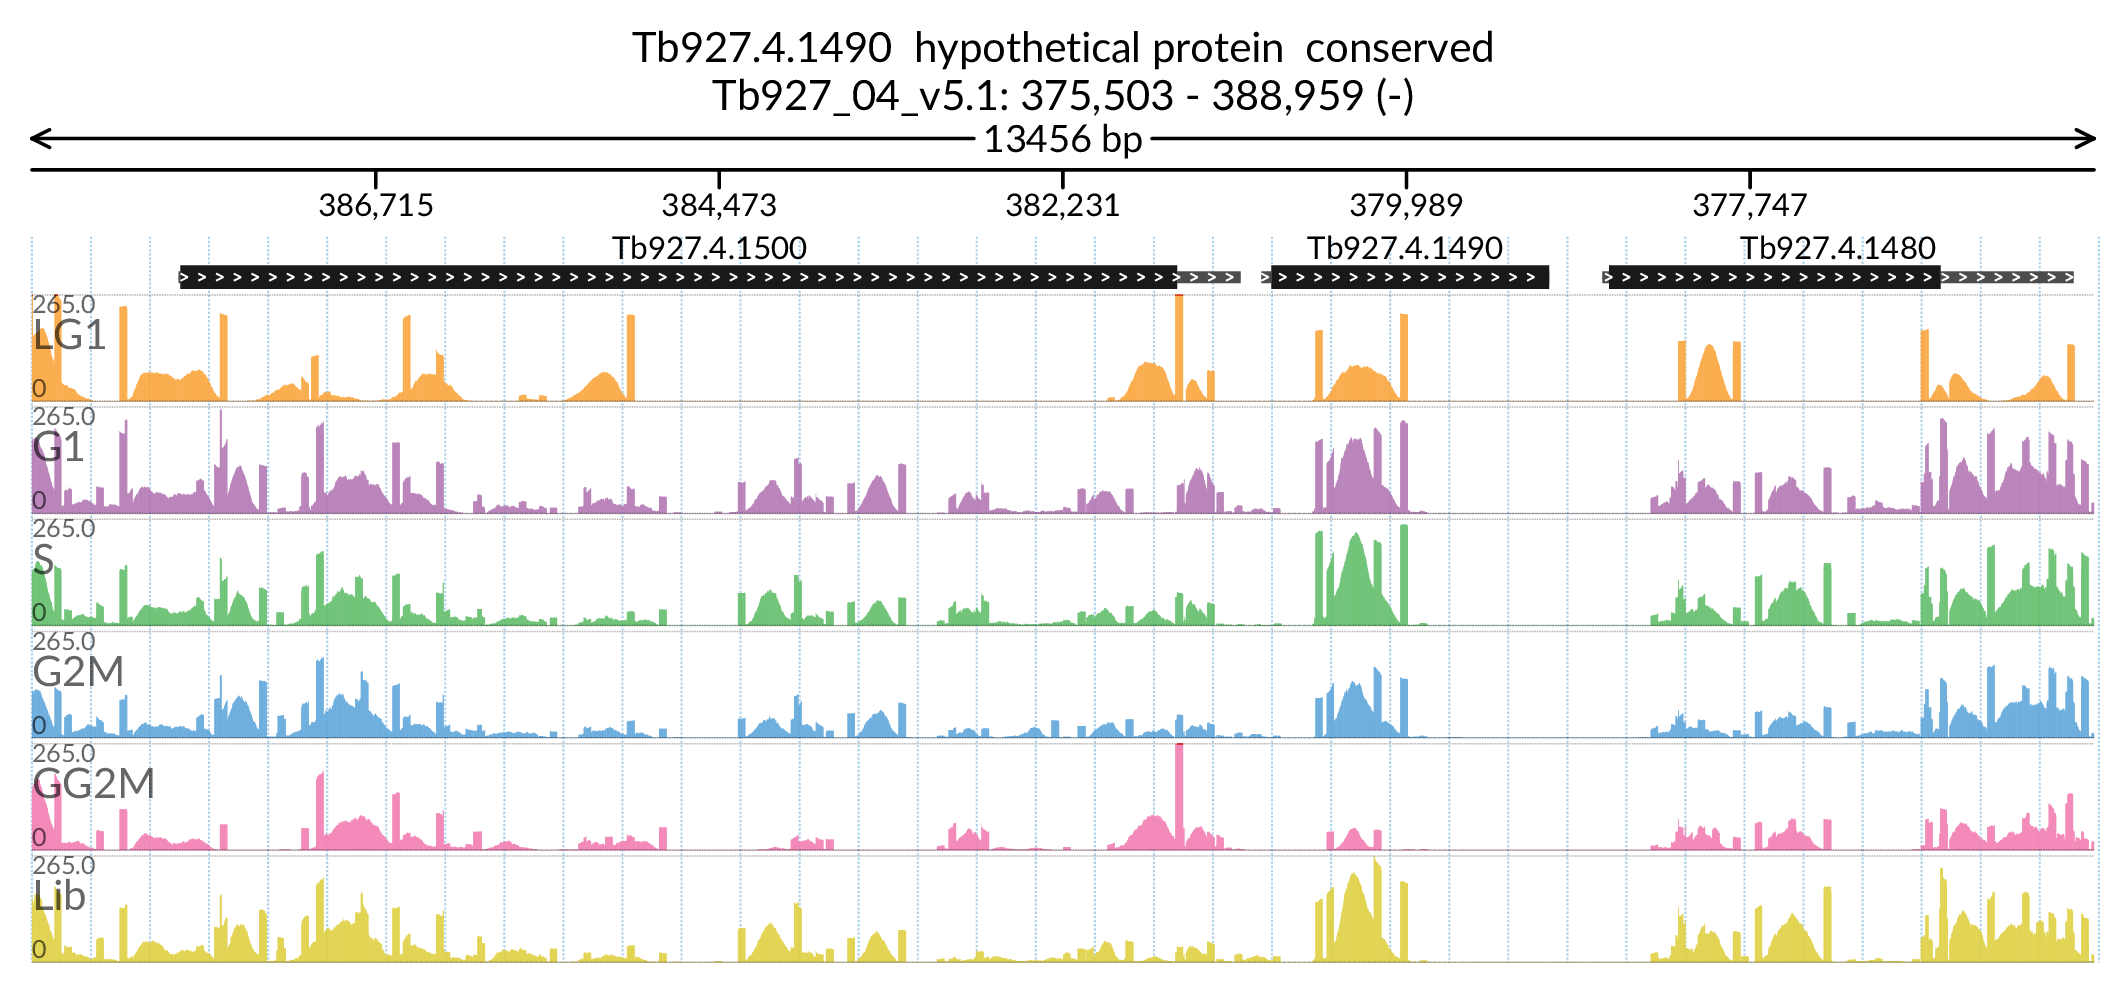 Tb927.4.1490  hypothetical protein  conserved
Tb927_04_v5.1: 375,503 - 388,959 (-)
13456 bp
386,715 384,473 382,231 379,989 377,747
Tb927.4.1500 Tb927.4.1490 Tb927.4.1480
265.0
LG1
0
265.0
G1
0
265.0
S
0
265.0
G2M
0
265.0
GG2M
0
265.0
Lib
0